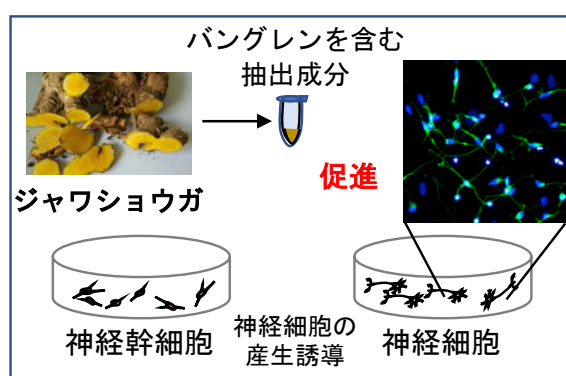 バングレンを含む
抽出成分
促進
ジャワショウガ
神経幹細胞
神経細胞の
産生誘導
神経細胞